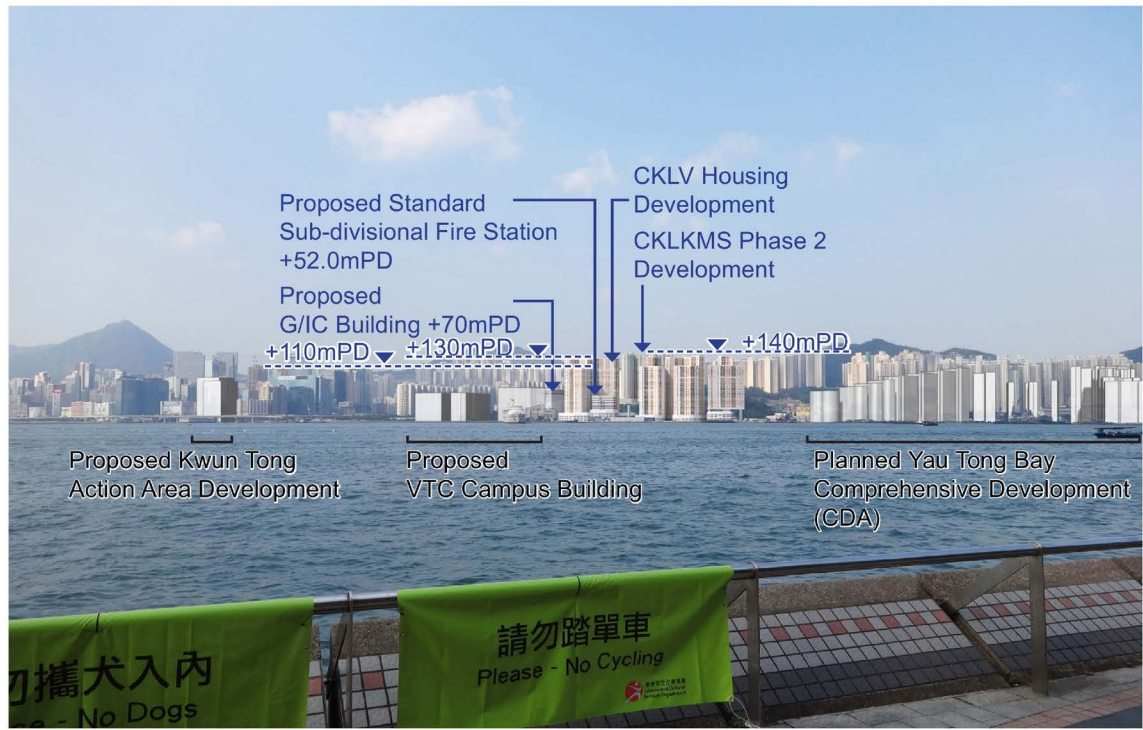 CKLV Housing
Development
Proposed Standard
Sub-divisional Fire Station
+52.0mPD
CKLKMS Phase 2
Development
Proposed
G/IC Building +70mPD
+110mPD
+130mPD
+140mPD
Proposed Kwun Tong
Action Area Development
Proposed
VTC Campus Building
Planned Yau Tong Bay
Comprehensive Development
(CDA)
勿攜犬入內
- No Dogs
請勿踏單車
Please - No Cycling